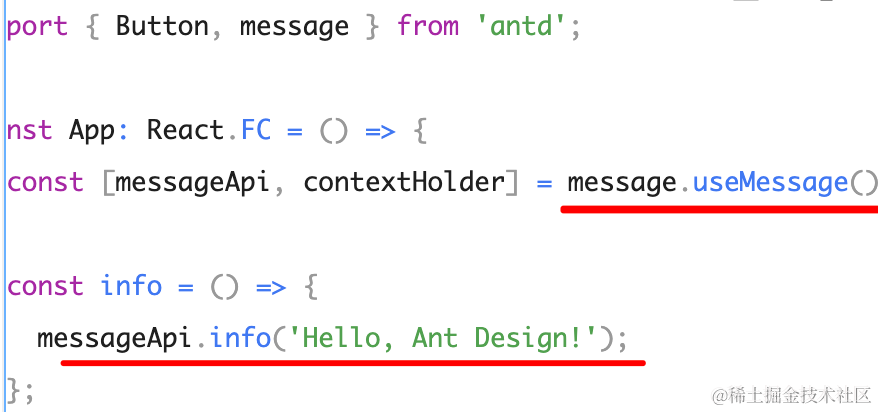 port { Button, message } from 'antd';
nst App: React.FC = () => {
const [messageApi, contextHolder] = message.useMessage()
const info = () => {
messageApi.info('Hello, Ant Design!');
};
@稀土掘金技术社区